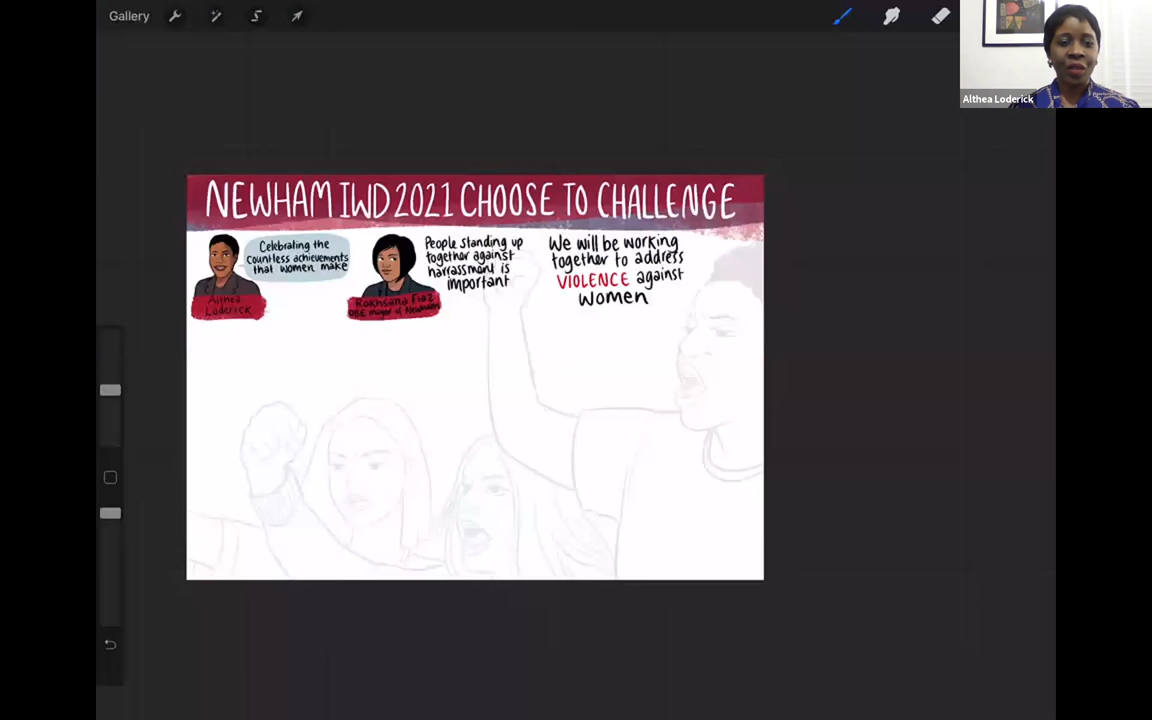 Gallery
Althea Loderick
NEWHAM IWD 2021 CHOOSE TO CHALLENGE
Celebrating the
countless achievements
that women make
Althea
Loderick
People standing up
together against
harrassment is
important
Rokhsana Fiaz
OBE mayor of Newham
We will be working
together to address
VIOLENCE against
women